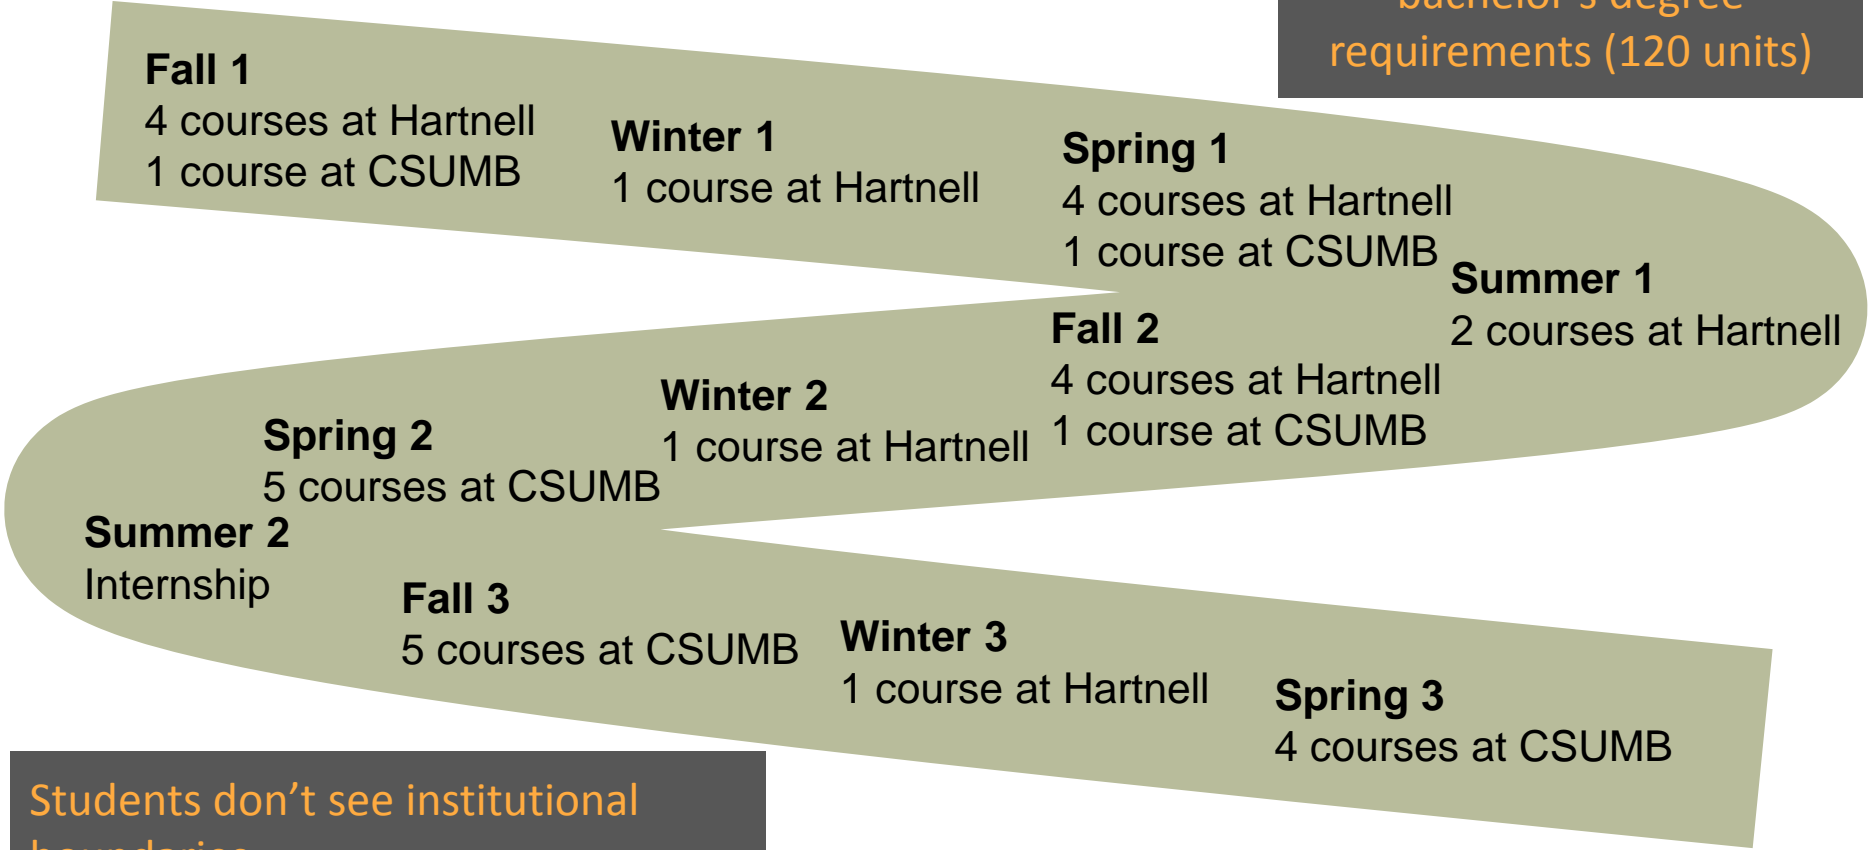 bachelor's degree
requirements (120 units)
Fall 1
4 courses at Hartnell
1 course at CSUMB
Winter 1
1 course at Hartnell
Spring 1
4 courses at Hartnell
1 course at CSUMB
Summer 1
2 courses at Hartnell
Fall 2
4 courses at Hartnell
1 course at CSUMB
Winter 2
1 course at Hartnell
Spring 2
5 courses at CSUMB
Summer 2
Internship
Fall 3
5 courses at CSUMB
Winter 3
1 course at Hartnell
Spring 3
4 courses at CSUMB
Students don’t see institutional
boundaries